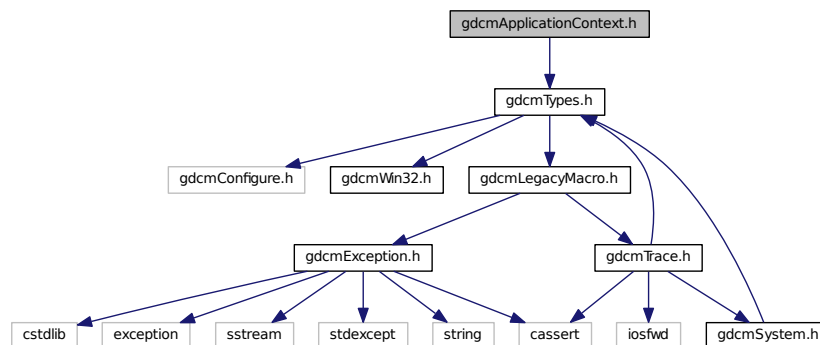 gdcmApplicationContext.h
gdcmTypes.h
gdcmConfigure.h
gdcmWin32.h
gdcmLegacyMacro.h
gdcmException.h
gdcmTrace.h
cstdlib
exception
sstream
stdexcept
string
cassert
iosfwd
gdcmSystem.h